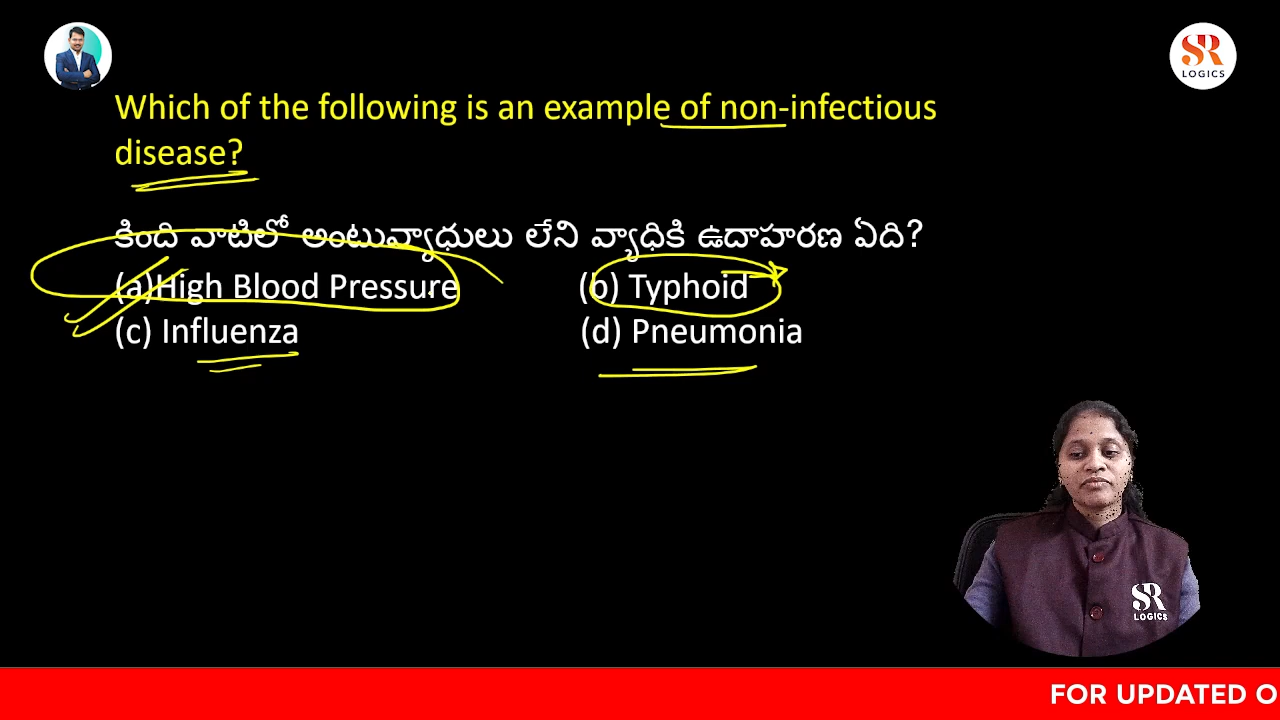 SR
LOGICS
Which of the following is an example of non-infectious
disease?
కింది వాటిలో అంటువ్యాధులు లేని వ్యాధికి ఉదాహరణ ఏది?
(a)High Blood Pressure (b) Typhoid
(c) Influenza (d) Pneumonia
SR
LOGICS
FOR UPDATED O